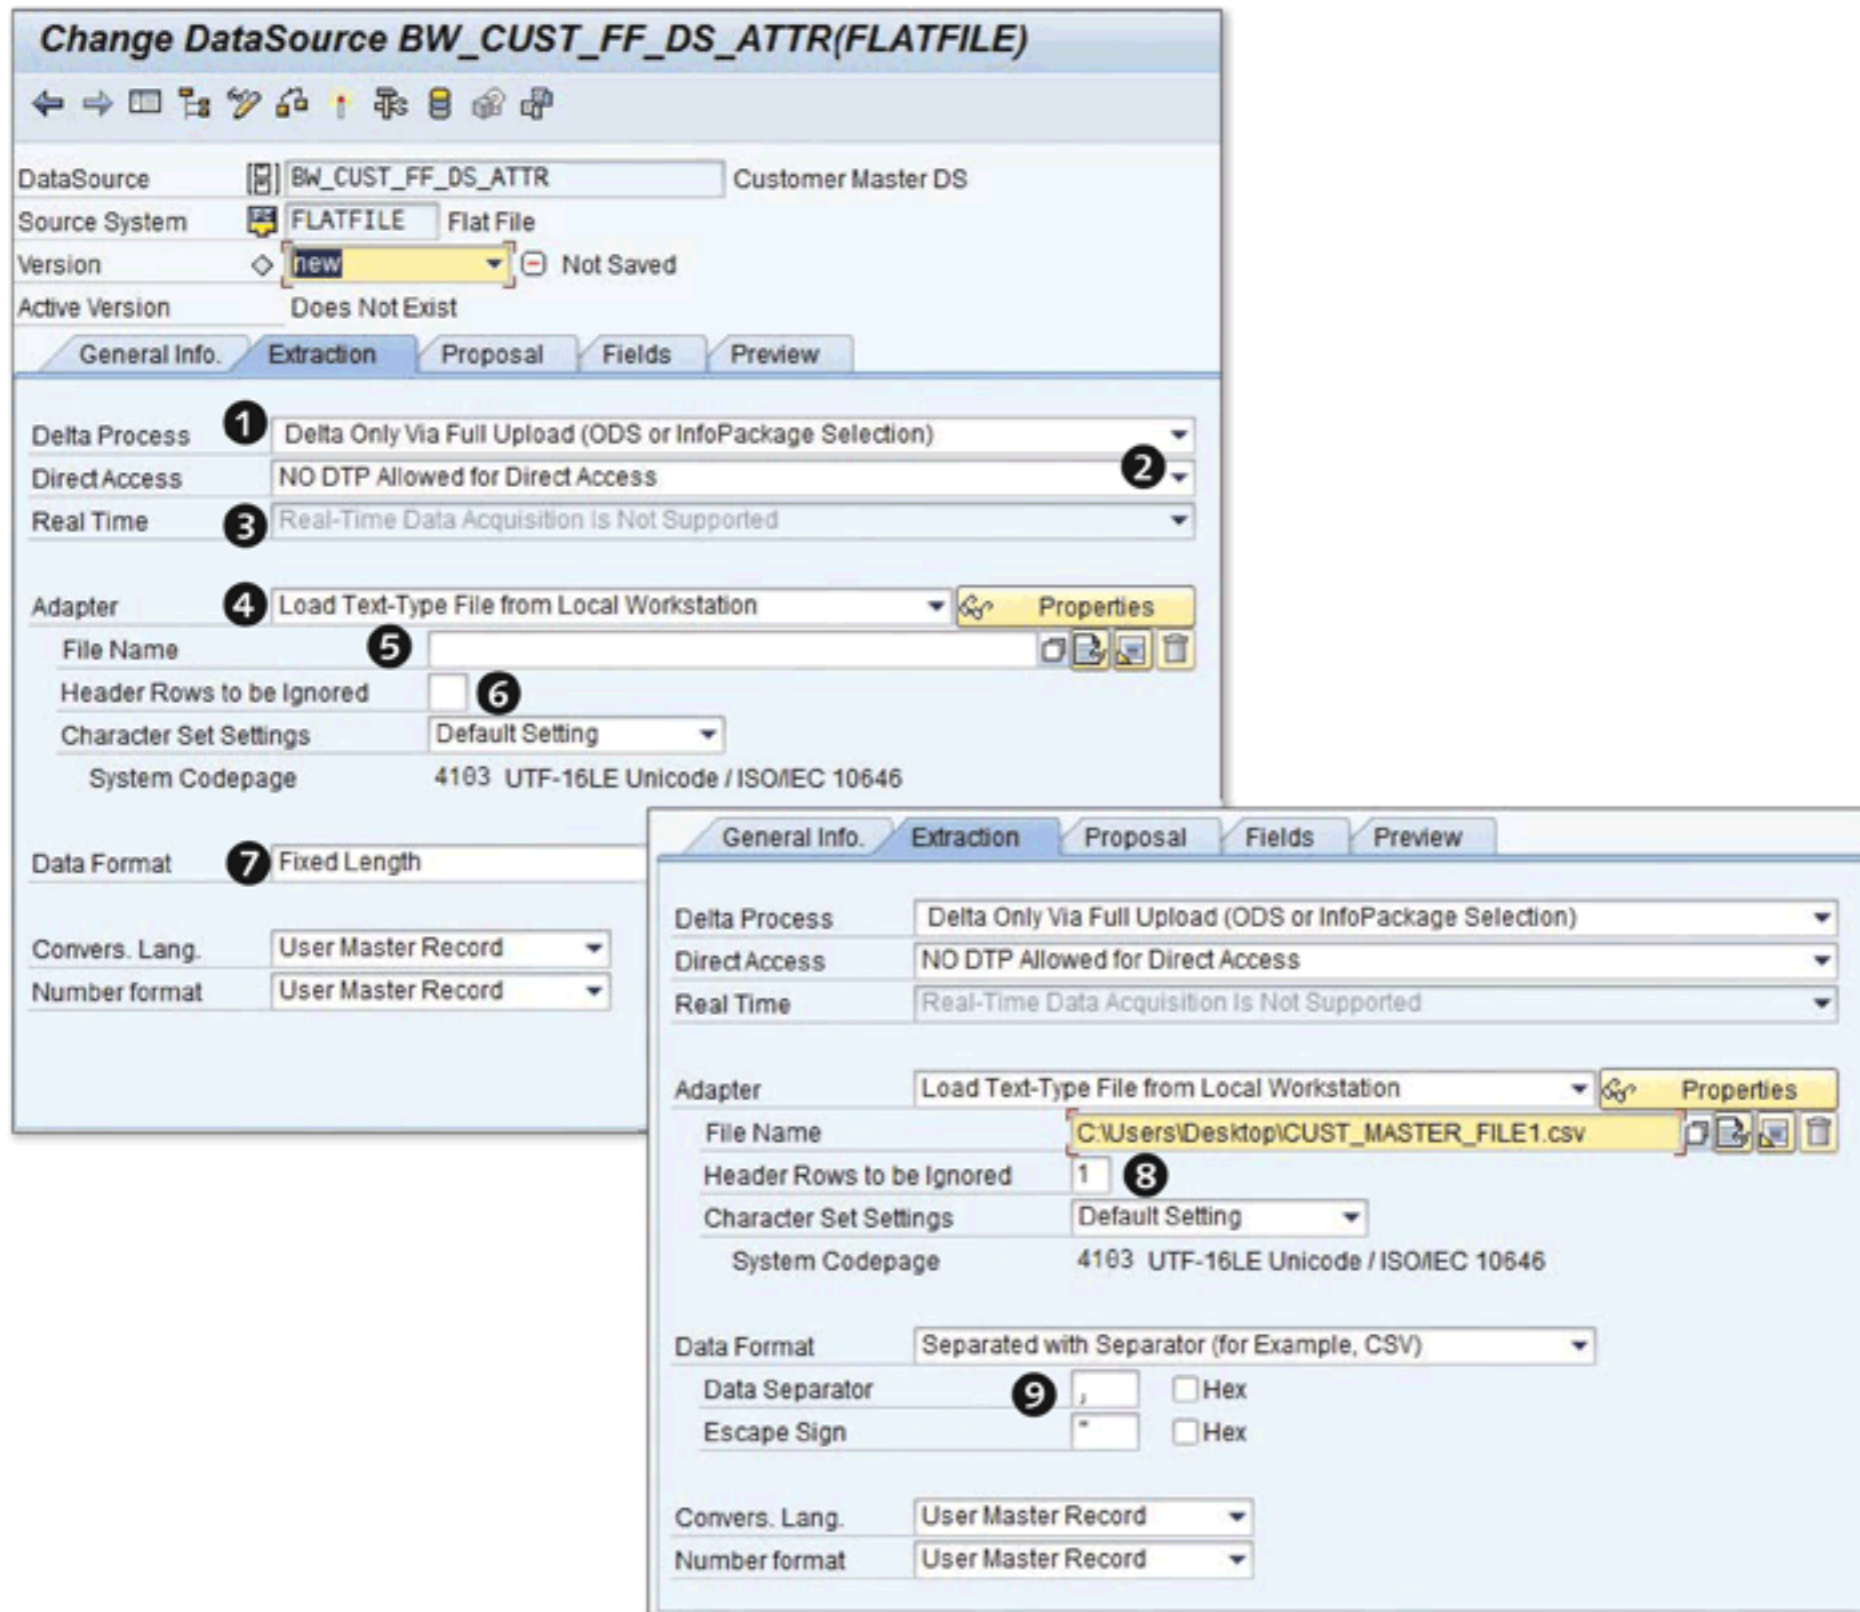 Change DataSource BW_CUST_FF_DS_ATTR(FLATFILE)
DataSource BW_CUST_FF_DS_ATTR Customer Master DS
Source System FLATFILE Flat File
Version new Not Saved
Active Version Does Not Exist
General Info. Extraction Proposal Fields Preview
Delta Process 1 Delta Only Via Full Upload (ODS or InfoPackage Selection)
Direct Access NO DTP Allowed for Direct Access 2
Real Time 3 Real-Time Data Acquisition Is Not Supported
Adapter 4 Load Text-Type File from Local Workstation Properties
File Name 5
Header Rows to be Ignored 6
Character Set Settings Default Setting
System Codepage 4103 UTF-16LE Unicode / ISO/IEC 10646
Data Format 7 Fixed Length
Convers. Lang. User Master Record
Number format User Master Record
General Info. Extraction Proposal Fields Preview
Delta Process Delta Only Via Full Upload (ODS or InfoPackage Selection)
Direct Access NO DTP Allowed for Direct Access
Real Time Real-Time Data Acquisition Is Not Supported
Adapter Load Text-Type File from Local Workstation Properties
File Name C:\Users\Desktop\CUST_MASTER_FILE1.csv
Header Rows to be Ignored 1 8
Character Set Settings Default Setting
System Codepage 4103 UTF-16LE Unicode / ISO/IEC 10646
Data Format Separated with Separator (for Example, CSV)
Data Separator 9 , Hex
Escape Sign " Hex
Convers. Lang. User Master Record
Number format User Master Record